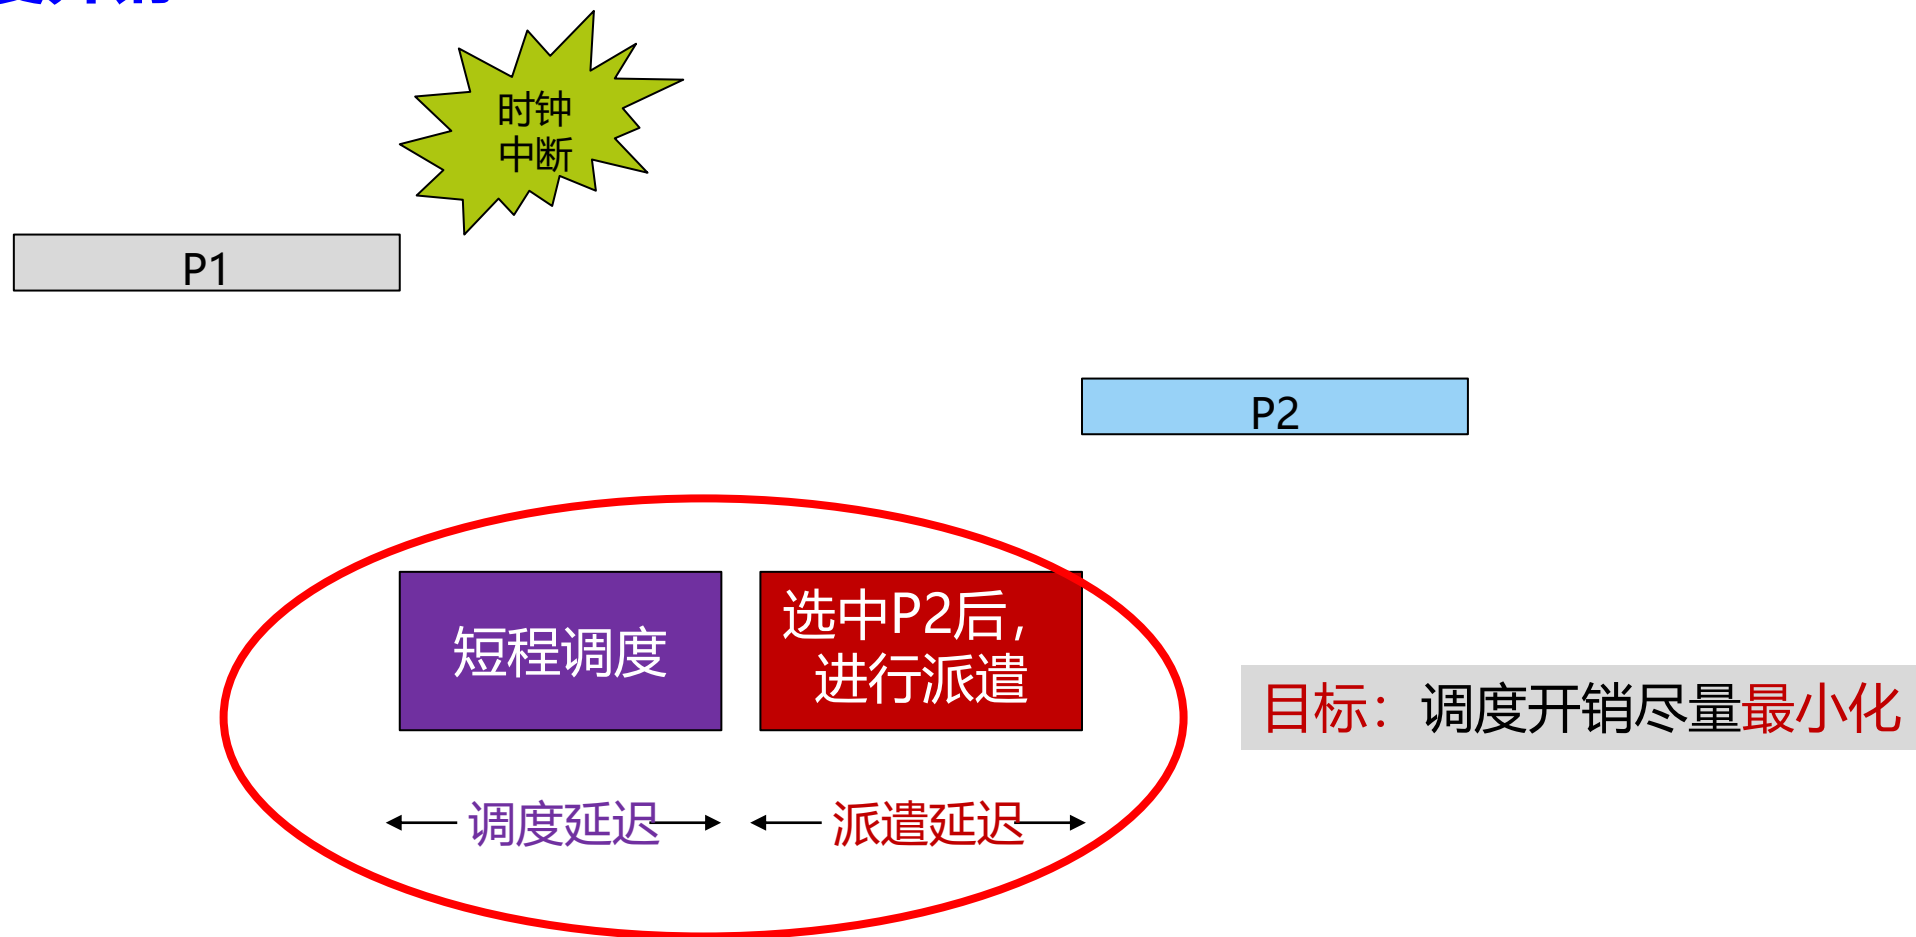 时钟
中断
P1
P2
短程调度
选中P2后，
进行派遣
目标：调度开销尽量最小化
调度延迟
派遣延迟